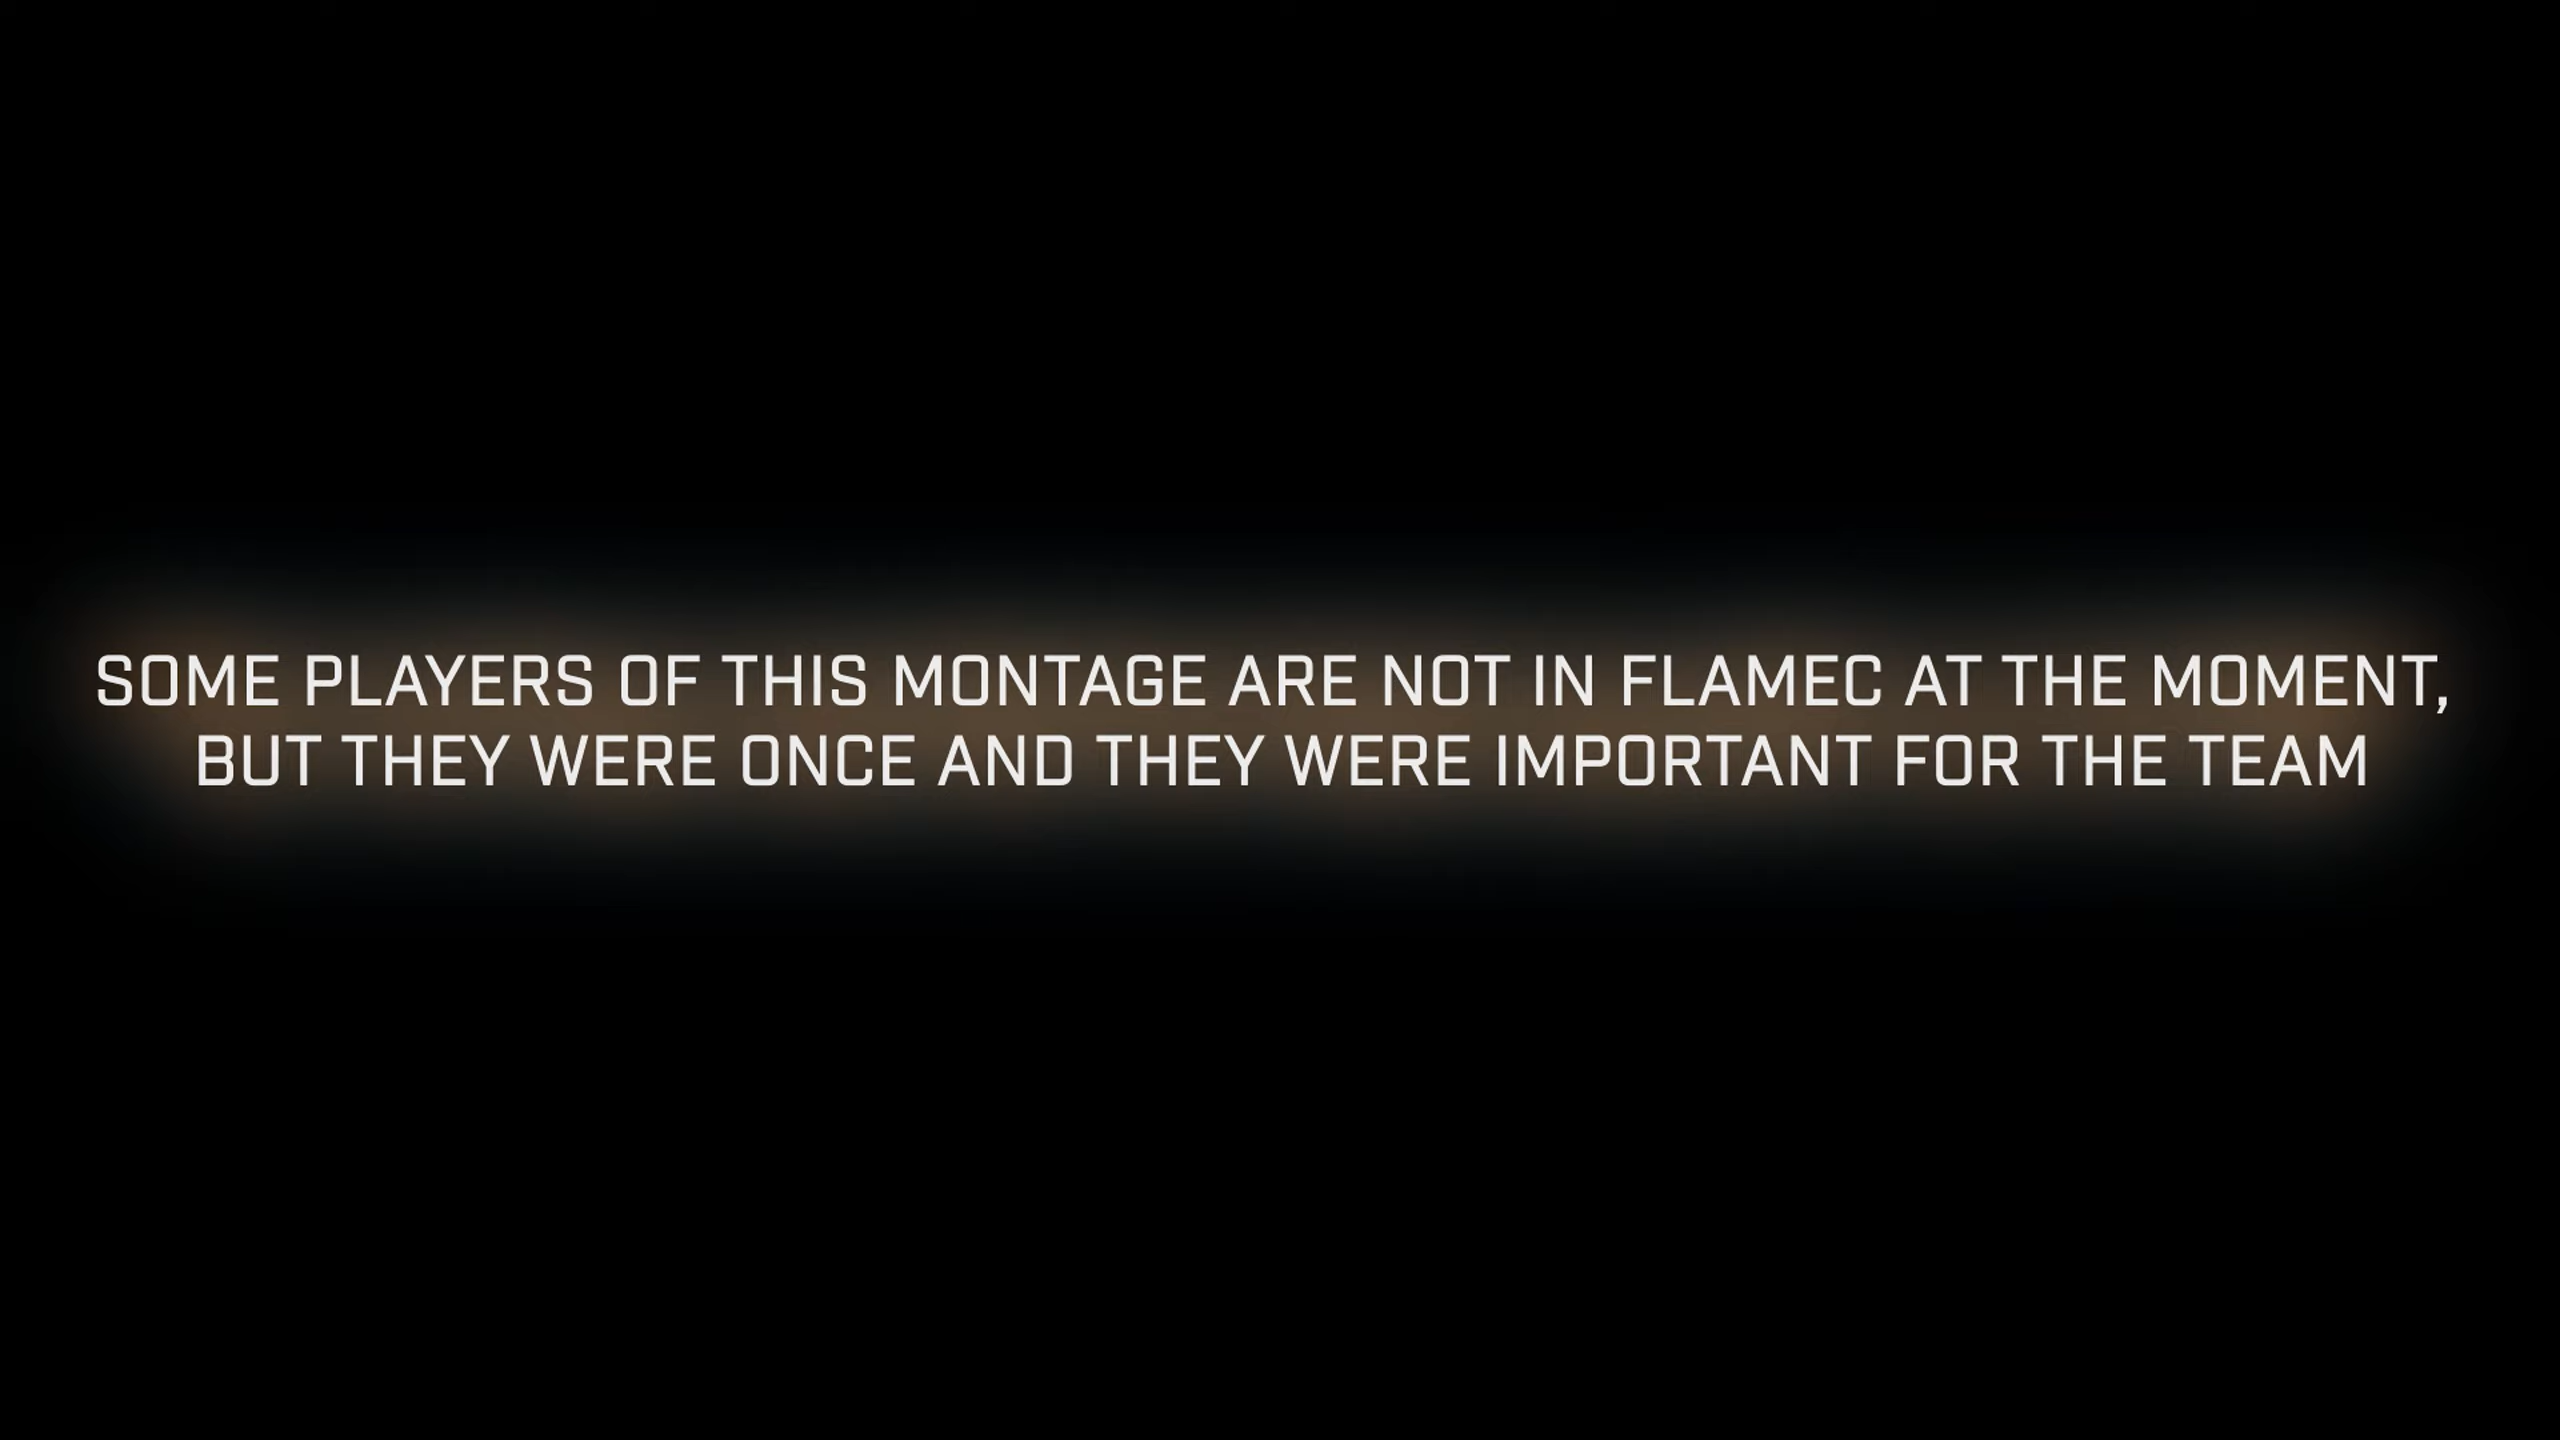 SOME PLAYERS OF THIS MONTAGE ARE NOT IN FLAMEC AT THE MOMENT,
BUT THEY WERE ONCE AND THEY WERE IMPORTANT FOR THE TEAM